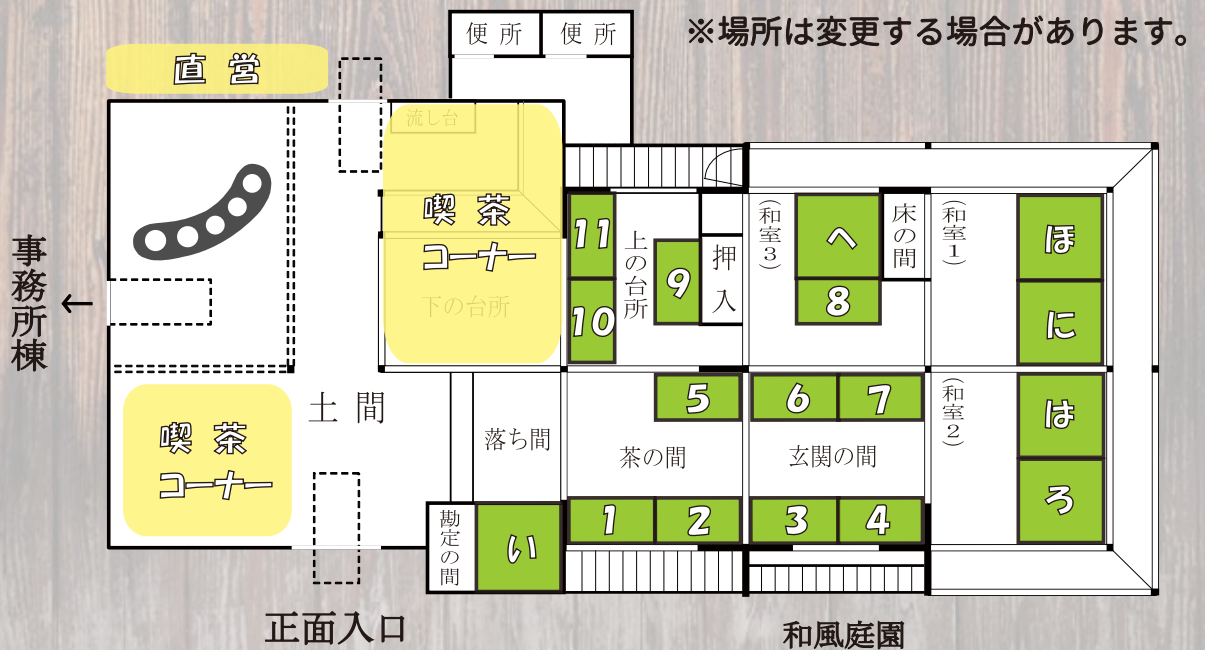 ※場所は変更する場合があります。
便所
便所
直営
流し台
喫茶
コーナー
下の台所
11
10
上の台所
9
押入
(和室3)
へ
8
床の間
(和室1)
ほ
に
事務所棟
←
喫茶
コーナー
土間
落ち間
5
茶の間
1
2
6
7
玄関の間
3
4
(和室2)
は
ろ
勘定の間
い
正面入口
和風庭園